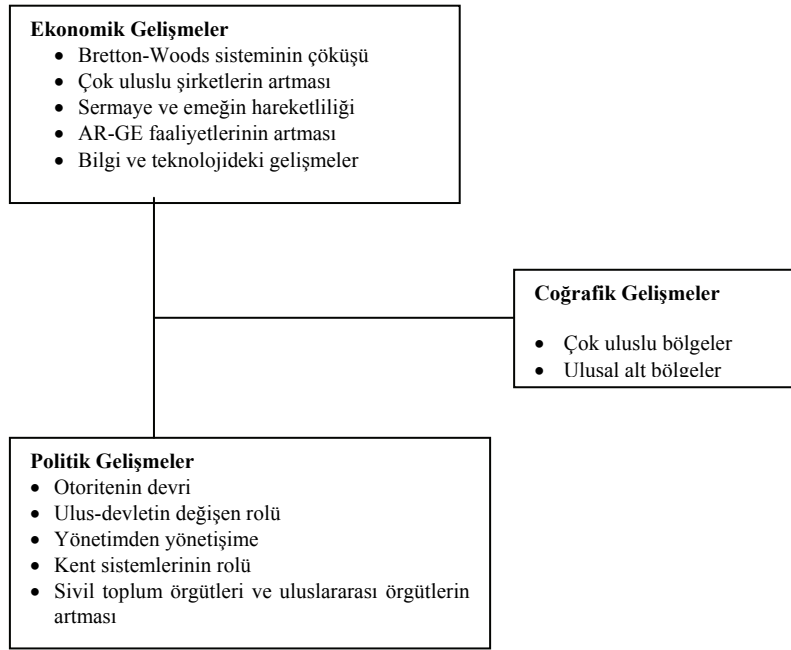 Ekonomik Gelişmeler
• Bretton-Woods sisteminin çöküşü
• Çok uluslu şirketlerin artması
• Sermaye ve emeğin hareketliliği
• AR-GE faaliyetlerinin artması
• Bilgi ve teknolojideki gelişmeler
Coğrafik Gelişmeler
• Çok uluslu bölgeler
• Ulusal alt bölgeler
Politik Gelişmeler
• Otoritenin devri
• Ulus-devletin değişen rolü
• Yönetimden yönetişime
• Kent sistemlerinin rolü
• Sivil toplum örgütleri ve uluslararası örgütlerin
artması